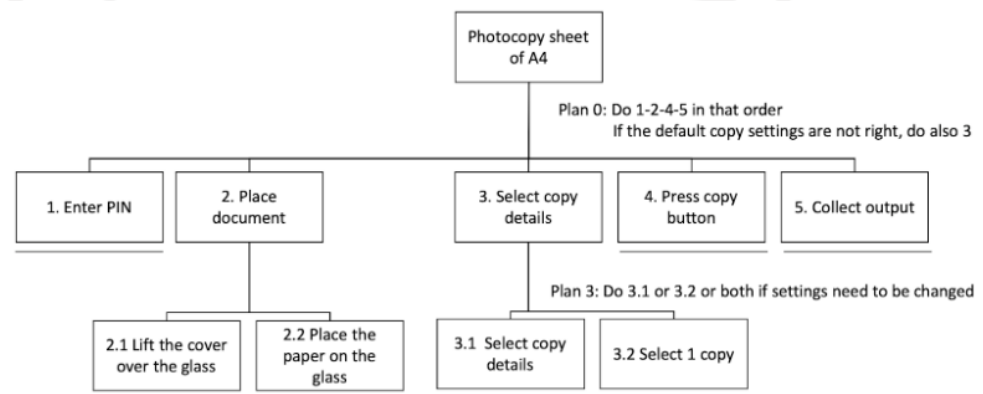 Photocopy sheet
of A4
Plan 0: Do 1-2-4-5 in that order
If the default copy settings are not right, do also 3
1. Enter PIN
2. Place
document
3. Select copy
details
4. Press copy
button
5. Collect output
Plan 3: Do 3.1 or 3.2 or both if settings need to be changed
2.1 Lift the cover
over the glass
2.2 Place the
paper on the
glass
3.1 Select copy
details
3.2 Select 1 copy